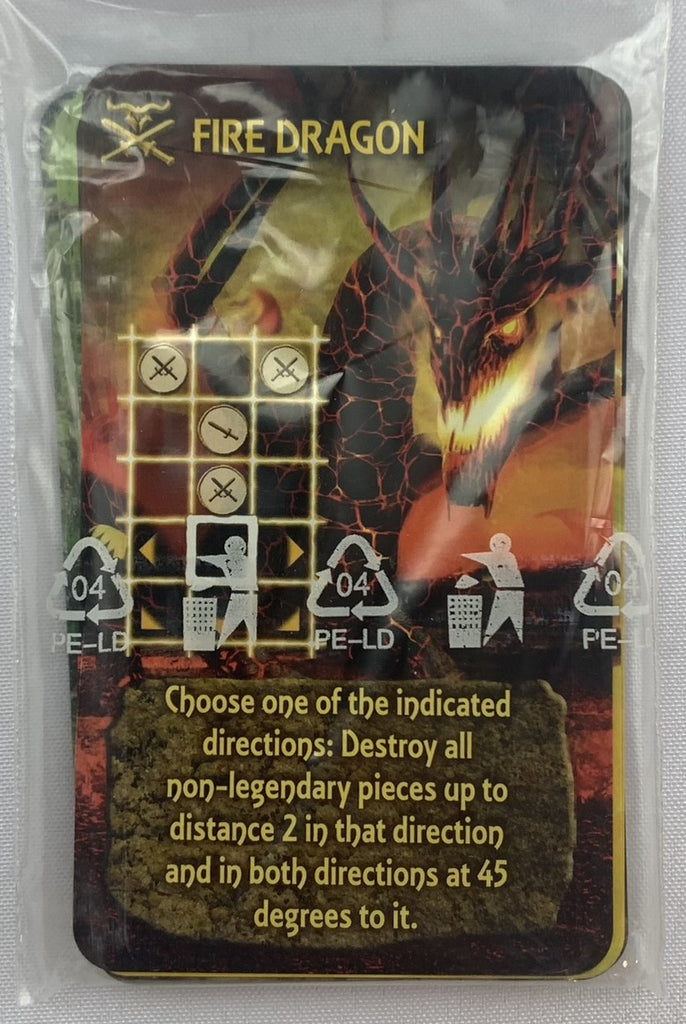 FIRE DRAGON
04
04
04
PE-LD
PE-LD
PE-L
Choose one of the indicated
directions: Destroy all
non-legendary pieces up to
distance 2 in that direction
and in both directions at 45
degrees to it.